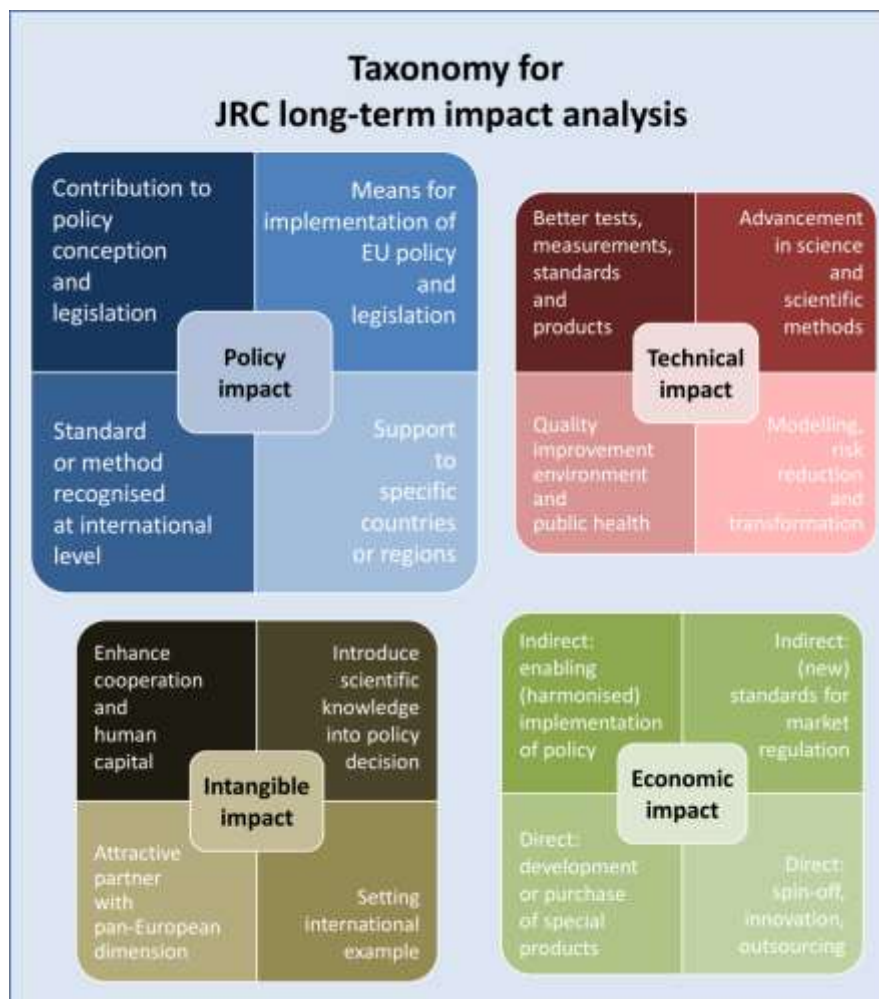 Taxonomy for
JRC long-term impact analysis
Contribution to
policy
conception
and
legislation
Means for
implementation of
EU policy
and
legislation
Policy
impact
Standard
or method
recognised
at international
level
Support
to
specific
countries
or regions
Better tests,
measurements,
standards
and
products
Advancement
in science
and
scientific
methods
Technical
impact
Quality
improvement
environment
and
public health
Modelling,
risk
reduction
and
transformation
Enhance
cooperation
and
human
capital
Introduce
scientific
knowledge
into policy
decision
Intangible
impact
Attractive
partner
with
pan-European
dimension
Setting
international
example
Indirect:
enabling
(harmonised)
implementation
of policy
Indirect:
(new)
standards for
market
regulation
Economic
impact
Direct:
development
or purchase
of special
products
Direct:
spin-off,
innovation,
outsourcing